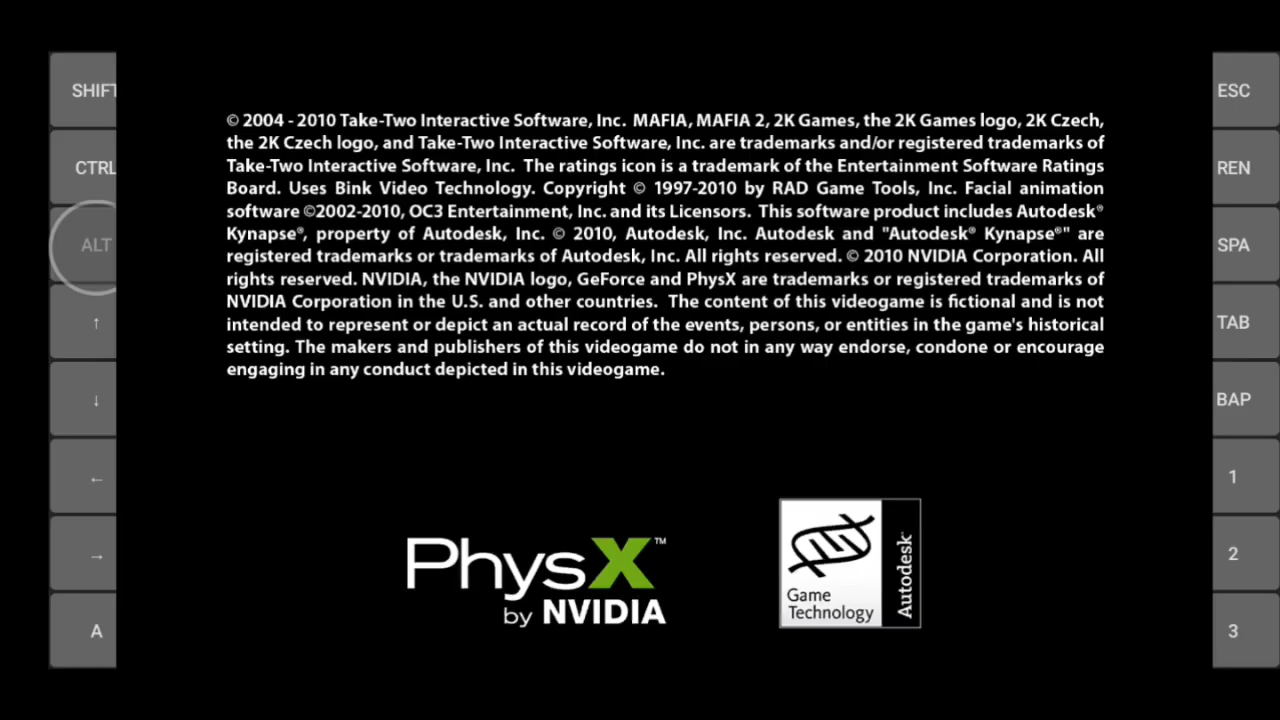 SHIFT
CTRL
ALT
↑
↓
←
→
A
© 2004 - 2010 Take-Two Interactive Software, Inc. MAFIA, MAFIA 2, 2K Games, the 2K Games logo, 2K Czech,
the 2K Czech logo, and Take-Two Interactive Software, Inc. are trademarks and/or registered trademarks of
Take-Two Interactive Software, Inc. The ratings icon is a trademark of the Entertainment Software Ratings
Board. Uses Bink Video Technology. Copyright © 1997-2010 by RAD Game Tools, Inc. Facial animation
software ©2002-2010, OC3 Entertainment, Inc. and its Licensors. This software product includes Autodesk®
Kynapse®, property of Autodesk, Inc. © 2010, Autodesk, Inc. Autodesk and "Autodesk® Kynapse®" are
registered trademarks or trademarks of Autodesk, Inc. All rights reserved. © 2010 NVIDIA Corporation. All
rights reserved. NVIDIA, the NVIDIA logo, GeForce and PhysX are trademarks or registered trademarks of
NVIDIA Corporation in the U.S. and other countries. The content of this videogame is fictional and is not
intended to represent or depict an actual record of the events, persons, or entities in the game's historical
setting. The makers and publishers of this videogame do not in any way endorse, condone or encourage
engaging in any conduct depicted in this videogame.
PhysX™
by NVIDIA
Game
Technology
Autodesk®
ESC
REN
SPA
TAB
BAP
1
2
3